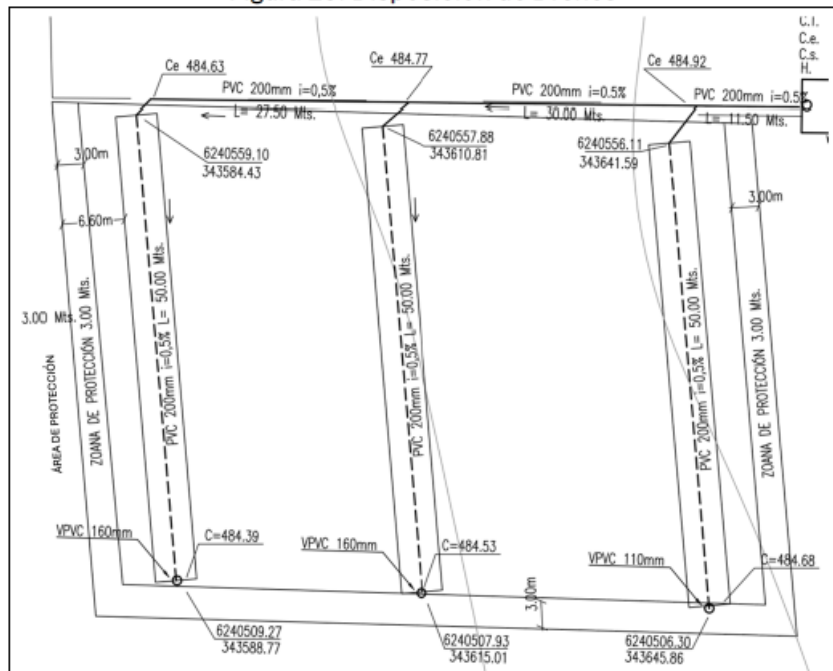 C.I.
C.e.
C.s.
H.
Ce 484.63
Ce 484.77
Ce 484.92
PVC 200mm i=0,5%
PVC 200mm i=0.5%
PVC 200mm i=0.5%
L= 27.50 Mts.
L= 30.00 Mts.
L= 11.50 Mts.
6240559.10
343584.43
6240557.88
343610.81
6240556.11
343641.59
3.00m
6.60m
3.00m
3.00 Mts.
ÁREA DE PROTECCIÓN
ZOANA DE PROTECCIÓN 3.00 Mts.
PVC 200mm i=0,5% L= 50.00 Mts.
PVC 200mm i=0,5% L= 50.00 Mts.
PVC 200mm i=0,5% L= 50.00 Mts.
ZOANA DE PROTECCIÓN 3.00 Mts.
VPVC 160mm
C=484.39
VPVC 160mm
C=484.53
VPVC 110mm
C=484.68
3.00m
6240509.27
343588.77
6240507.93
343615.01
6240506.30
343645.86